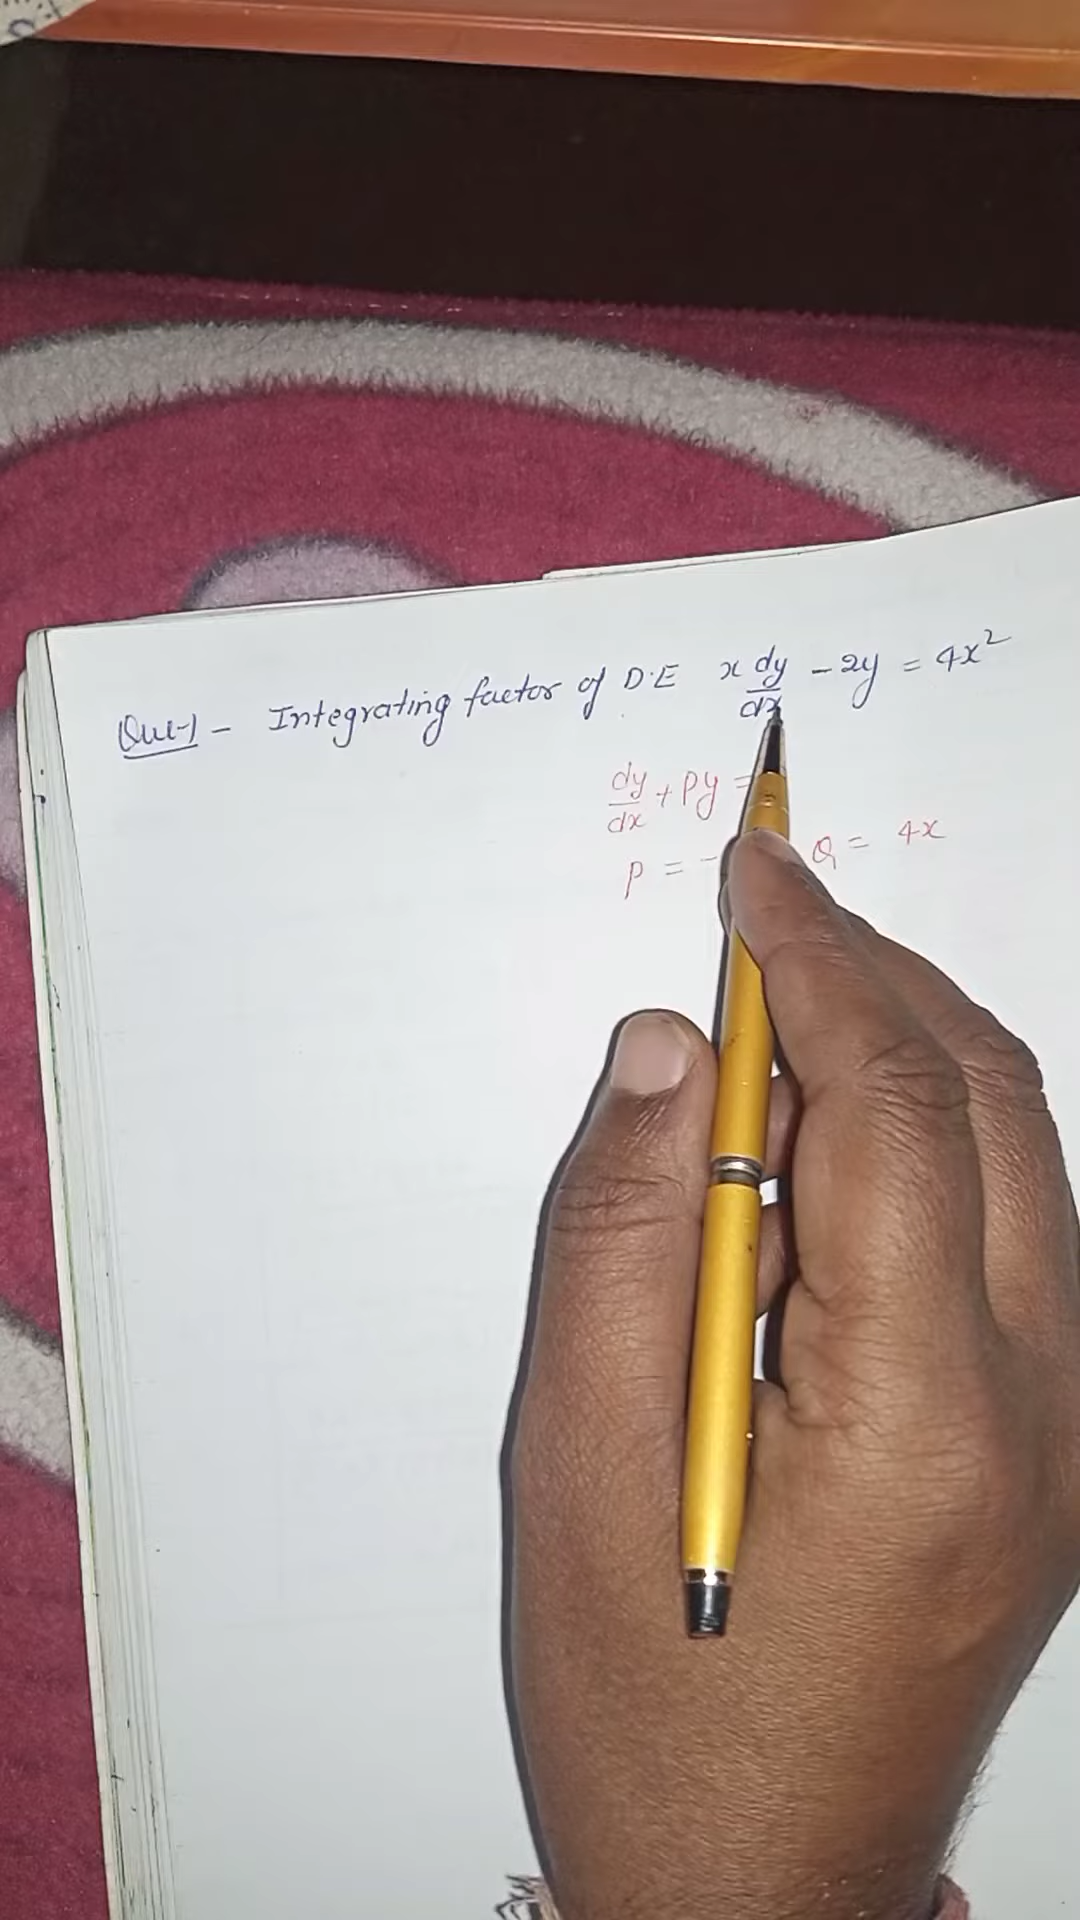 Que-1 - Integrating factor of D.E x dy/dx - 2y = 4x²
dy/dx + Py =
P = - Q = 4x